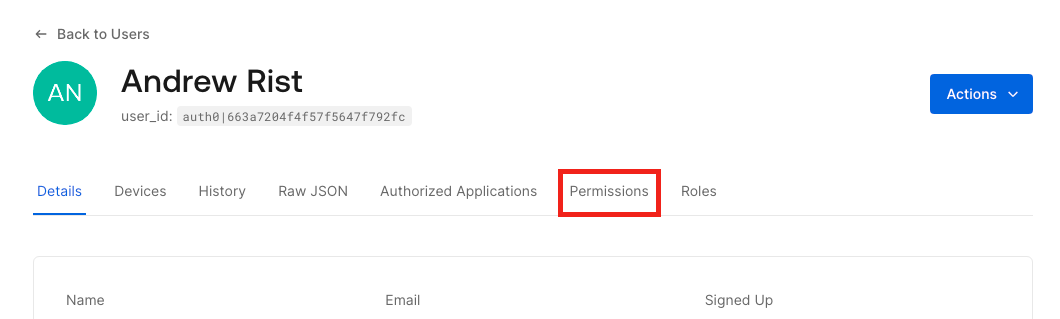 ← Back to Users
AN
Andrew Rist
user_id: auth0|663a7204f4f57f5647f792fc
Actions
Details Devices History Raw JSON Authorized Applications Permissions Roles
Name Email Signed Up